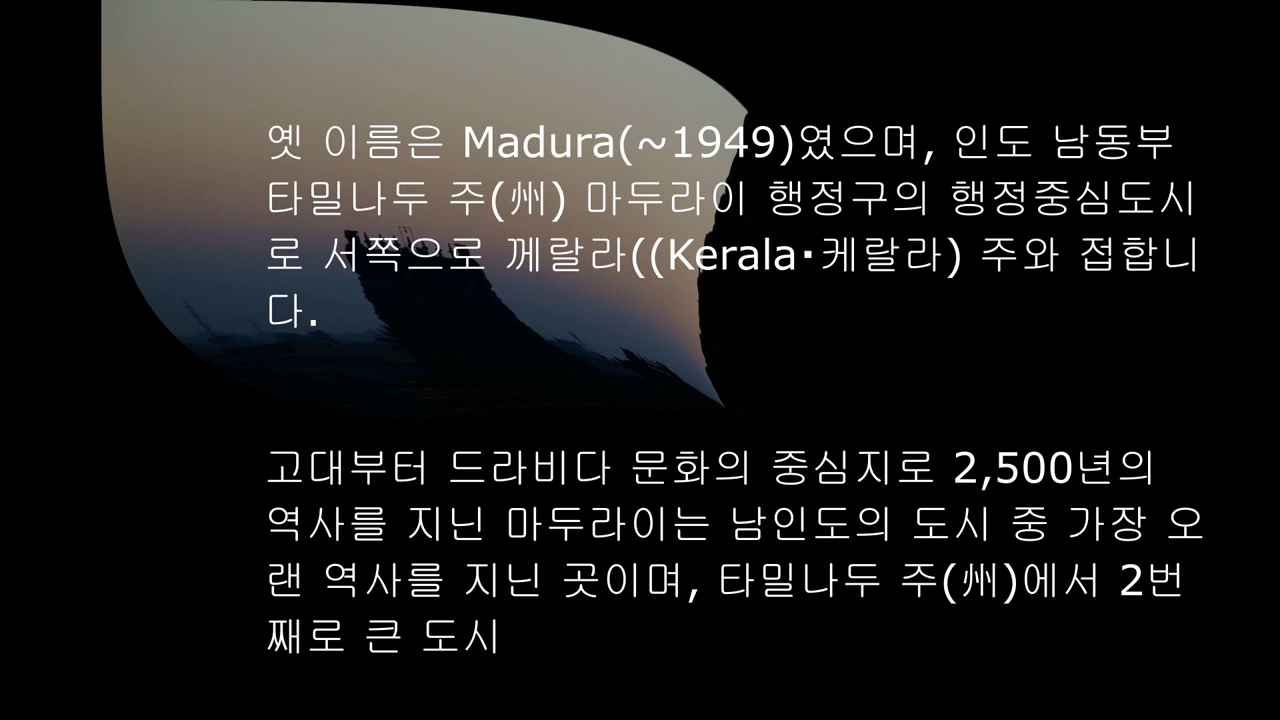 옛 이름은 Madura(~1949)였으며, 인도 남동부
타밀나두 주(州) 마두라이 행정구의 행정중심도시
로 서쪽으로 께랄라((Kerala·케랄라) 주와 접합니
다.
고대부터 드라비다 문화의 중심지로 2,500년의
역사를 지닌 마두라이는 남인도의 도시 중 가장 오
랜 역사를 지닌 곳이며, 타밀나두 주(州)에서 2번
째로 큰 도시